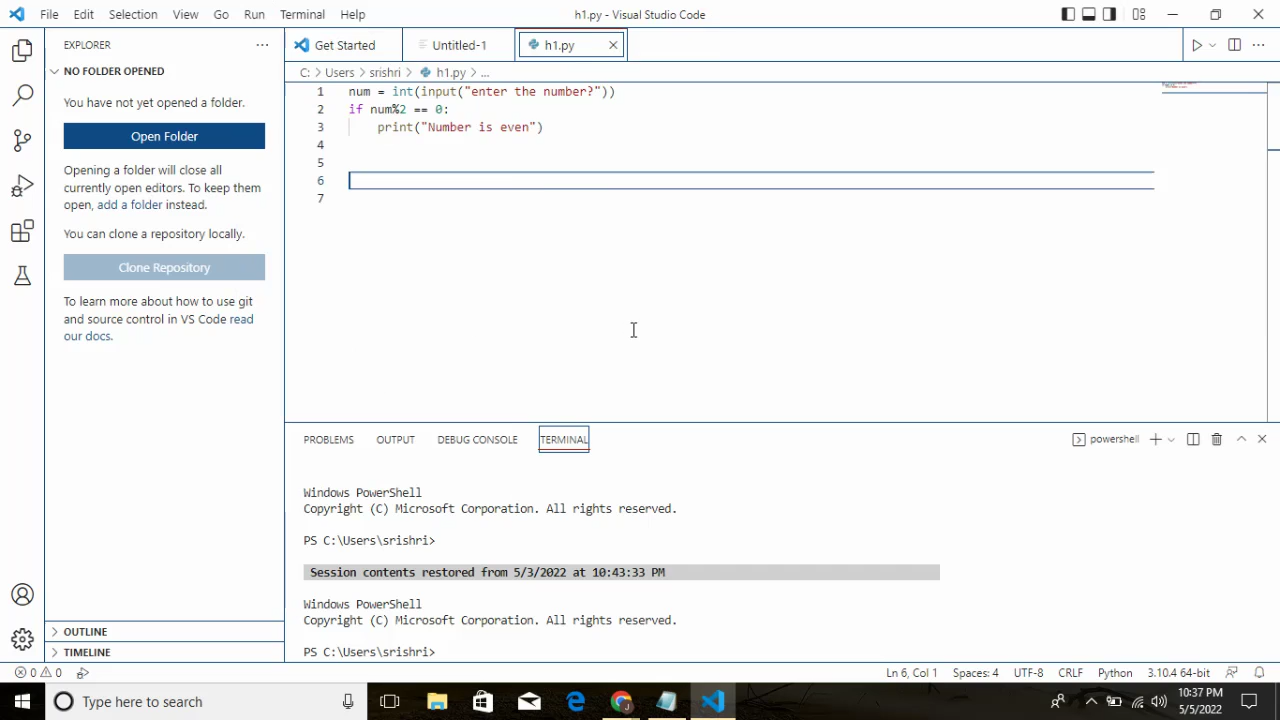 File Edit Selection View Go Run Terminal Help h1.py - Visual Studio Code
EXPLORER
Get Started Untitled-1 h1.py
NO FOLDER OPENED
C: > Users > srishri > h1.py > ...
You have not yet opened a folder.
Open Folder
Opening a folder will close all
currently open editors. To keep them
open, add a folder instead.
You can clone a repository locally.
Clone Repository
To learn more about how to use git
and source control in VS Code read
our docs.
OUTLINE
TIMELINE
1 num = int(input("enter the number?"))
2 if num%2 == 0:
3 print("Number is even")
4
5
6
7
PROBLEMS OUTPUT DEBUG CONSOLE TERMINAL powershell
Windows PowerShell
Copyright (C) Microsoft Corporation. All rights reserved.
PS C:\Users\srishri>
Session contents restored from 5/3/2022 at 10:43:33 PM
Windows PowerShell
Copyright (C) Microsoft Corporation. All rights reserved.
PS C:\Users\srishri>
0 0 Ln 6, Col 1 Spaces: 4 UTF-8 CRLF Python 3.10.4 64-bit
Type here to search
10:37 PM
5/5/2022